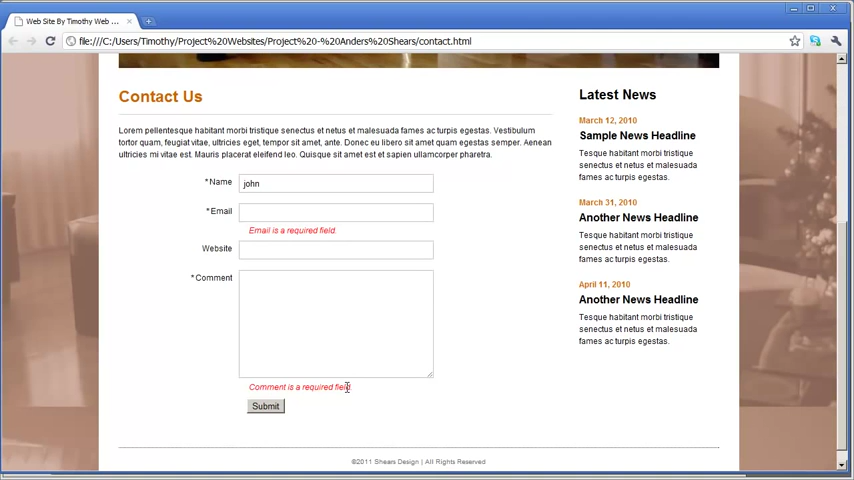 Web Site By Timothy Web ...
file:///C:/Users/Timothy/Project%20Websites/Project%20-%20Anders%20Shears/contact.html
Contact Us
Lorem pellentesque habitant morbi tristique senectus et netus et malesuada fames ac turpis egestas. Vestibulum
tortor quam, feugiat vitae, ultricies eget, tempor sit amet, ante. Donec eu libero sit amet quam egestas semper. Aenean
ultricies mi vitae est. Mauris placerat eleifend leo. Quisque sit amet est et sapien ullamcorper pharetra.
*Name
john
*Email
Email is a required field.
Website
*Comment
Comment is a required field.
Submit
Latest News
March 12, 2010
Sample News Headline
Tesque habitant morbi tristique
senectus et netus et malesuada
fames ac turpis egestas.
March 31, 2010
Another News Headline
Tesque habitant morbi tristique
senectus et netus et malesuada
fames ac turpis egestas.
April 11, 2010
Another News Headline
Tesque habitant morbi tristique
senectus et netus et malesuada
fames ac turpis egestas.
©2011 Shears Design | All Rights Reserved